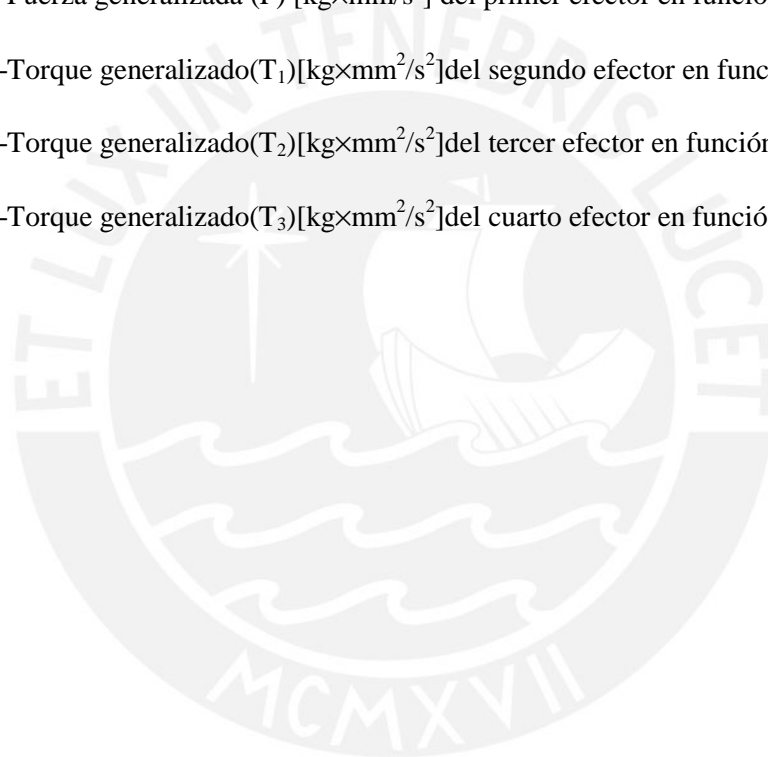 -Fuerza generalizada (F) [kg×mm/s²] del primer efector en función
-Torque generalizado(T₁)[kg×mm²/s²]del segundo efector en func
-Torque generalizado(T₂)[kg×mm²/s²]del tercer efector en función
-Torque generalizado(T₃)[kg×mm²/s²]del cuarto efector en funció
ET LUX IN TENEBRIS LUCET
MCMXVII